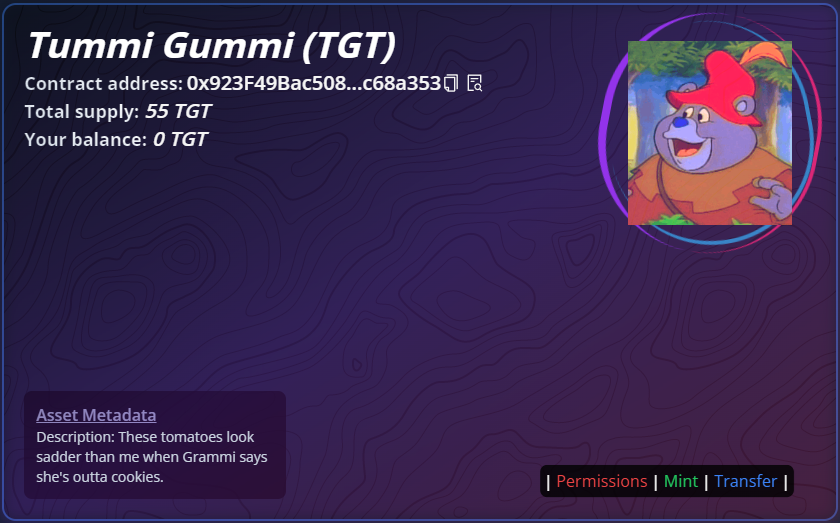 Tummi Gummi (TGT)
Contract address: 0x923F49Bac508...c68a353
Total supply: 55 TGT
Your balance: 0 TGT
Asset Metadata
Description: These tomatoes look
sadder than me when Grammi says
she's outta cookies.
| Permissions | Mint | Transfer |